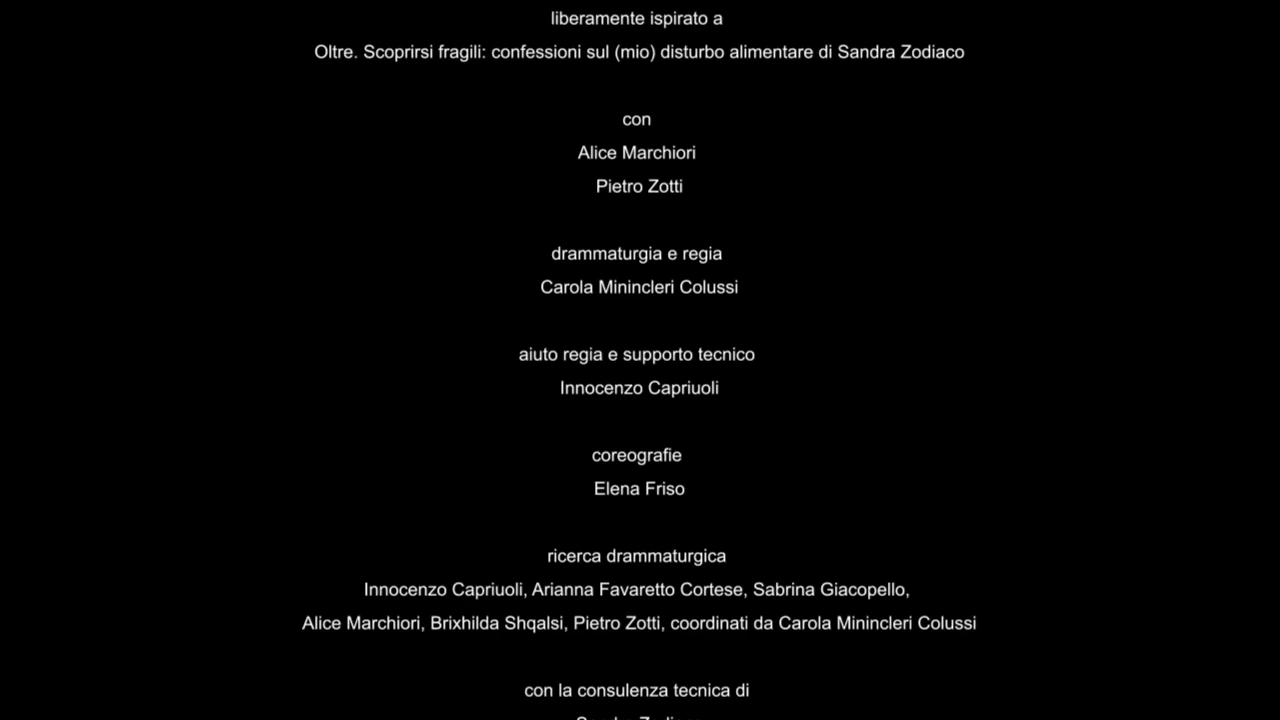 liberamente ispirato a
Oltre. Scoprirsi fragili: confessioni sul (mio) disturbo alimentare di Sandra Zodiaco
con
Alice Marchiori
Pietro Zotti
drammaturgia e regia
Carola Minincleri Colussi
aiuto regia e supporto tecnico
Innocenzo Capriuoli
coreografie
Elena Friso
ricerca drammaturgica
Innocenzo Capriuoli, Arianna Favaretto Cortese, Sabrina Giacopello,
Alice Marchiori, Brixhilda Shqalsi, Pietro Zotti, coordinati da Carola Minincleri Colussi
con la consulenza tecnica di